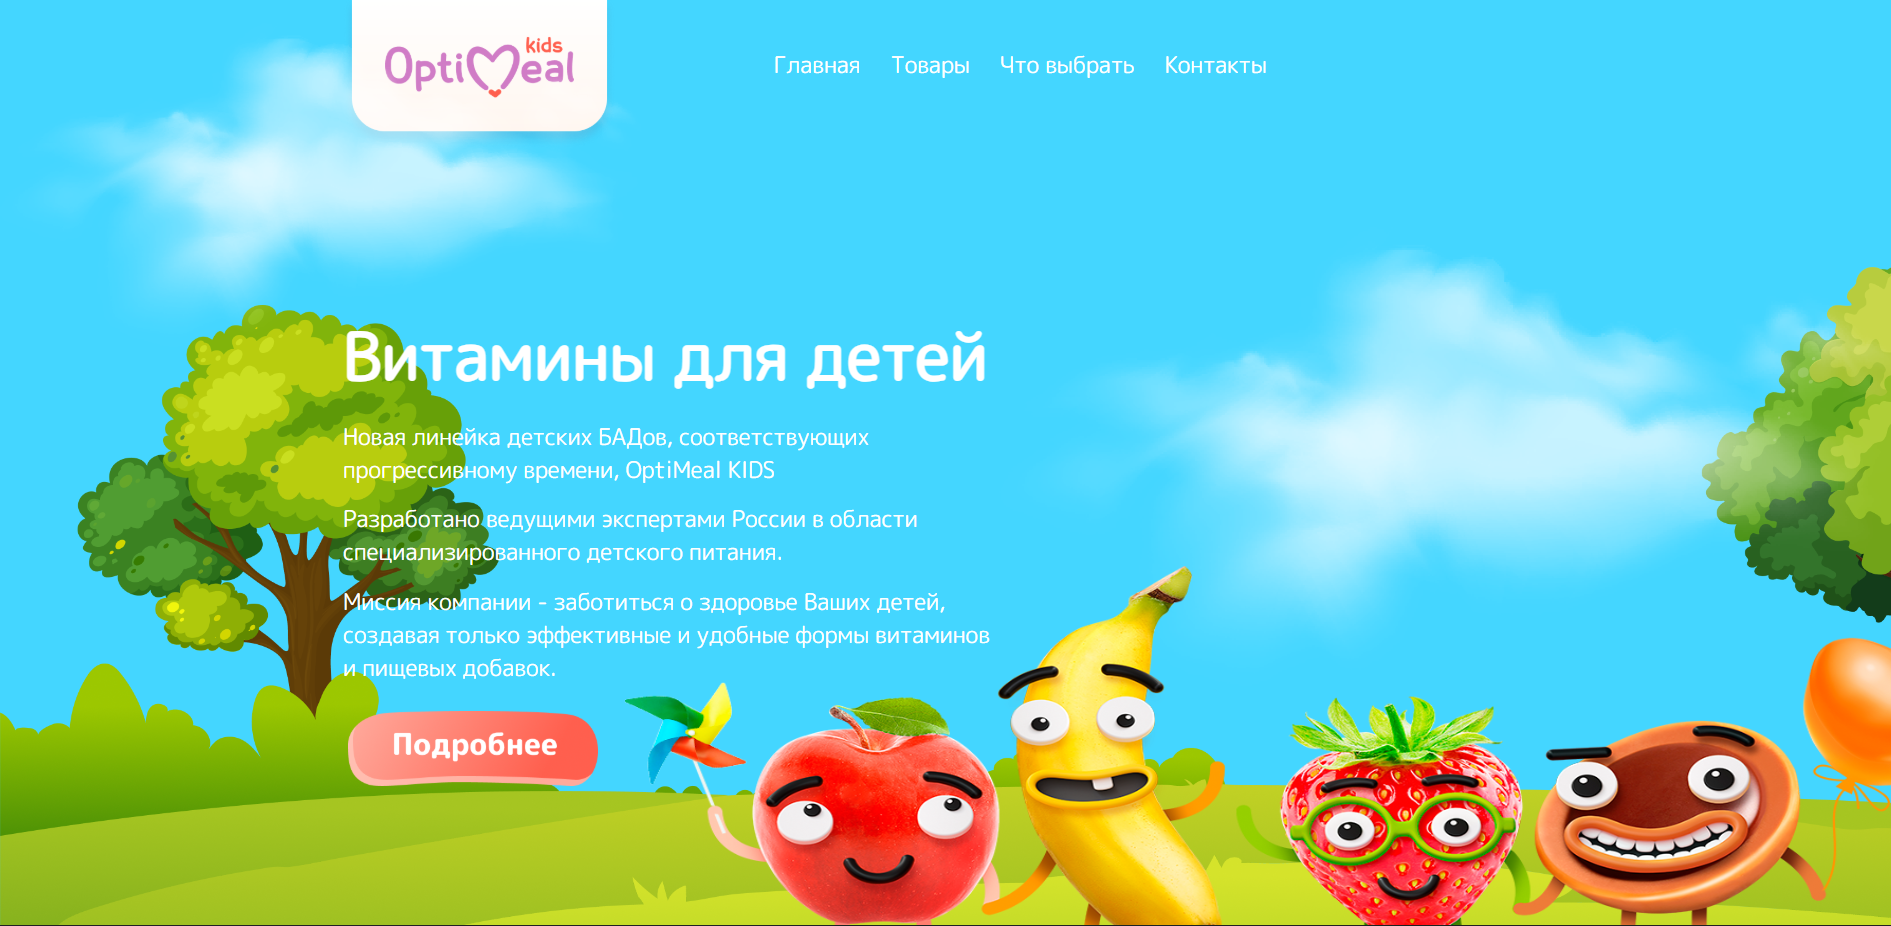 kids
OptiMeal
Главная Товары Что выбрать Контакты
Витамины для детей
Новая линейка детских БАДов, соответствующих
прогрессивному времени, OptiMeal KIDS
Разработано ведущими экспертами России в области
специализированного детского питания.
Миссия компании - заботиться о здоровье Ваших детей,
создавая только эффективные и удобные формы витаминов
и пищевых добавок.
Подробнее